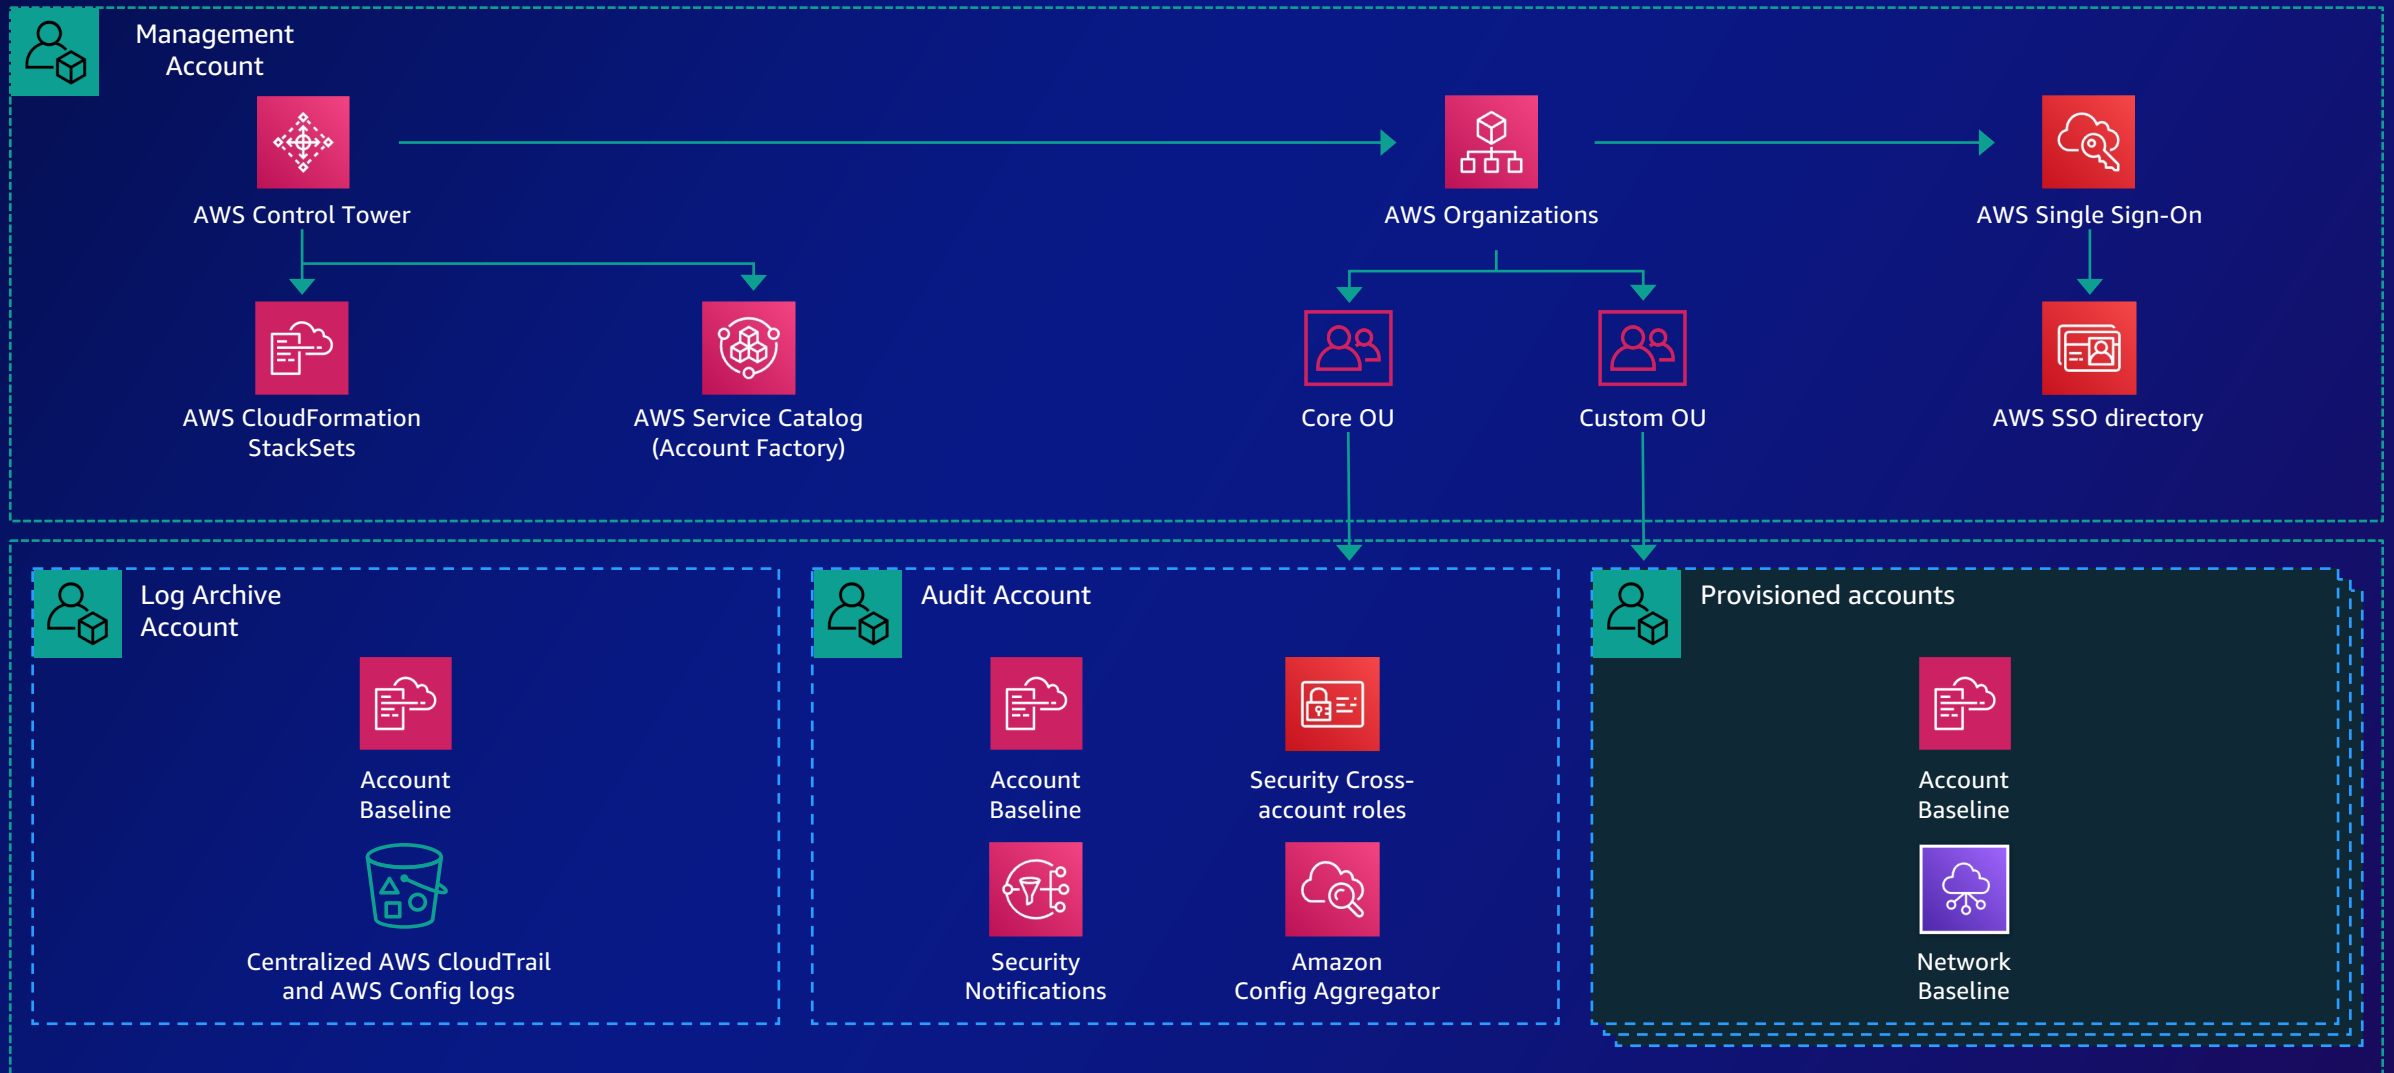 Management
Account
AWS Control Tower
AWS Organizations
AWS Single Sign-On
AWS CloudFormation
StackSets
AWS Service Catalog
(Account Factory)
Core OU
Custom OU
AWS SSO directory
Log Archive
Account
Account
Baseline
Centralized AWS CloudTrail
and AWS Config logs
Audit Account
Account
Baseline
Security Cross-
account roles
Security
Notifications
Amazon
Config Aggregator
Provisioned accounts
Account
Baseline
Network
Baseline